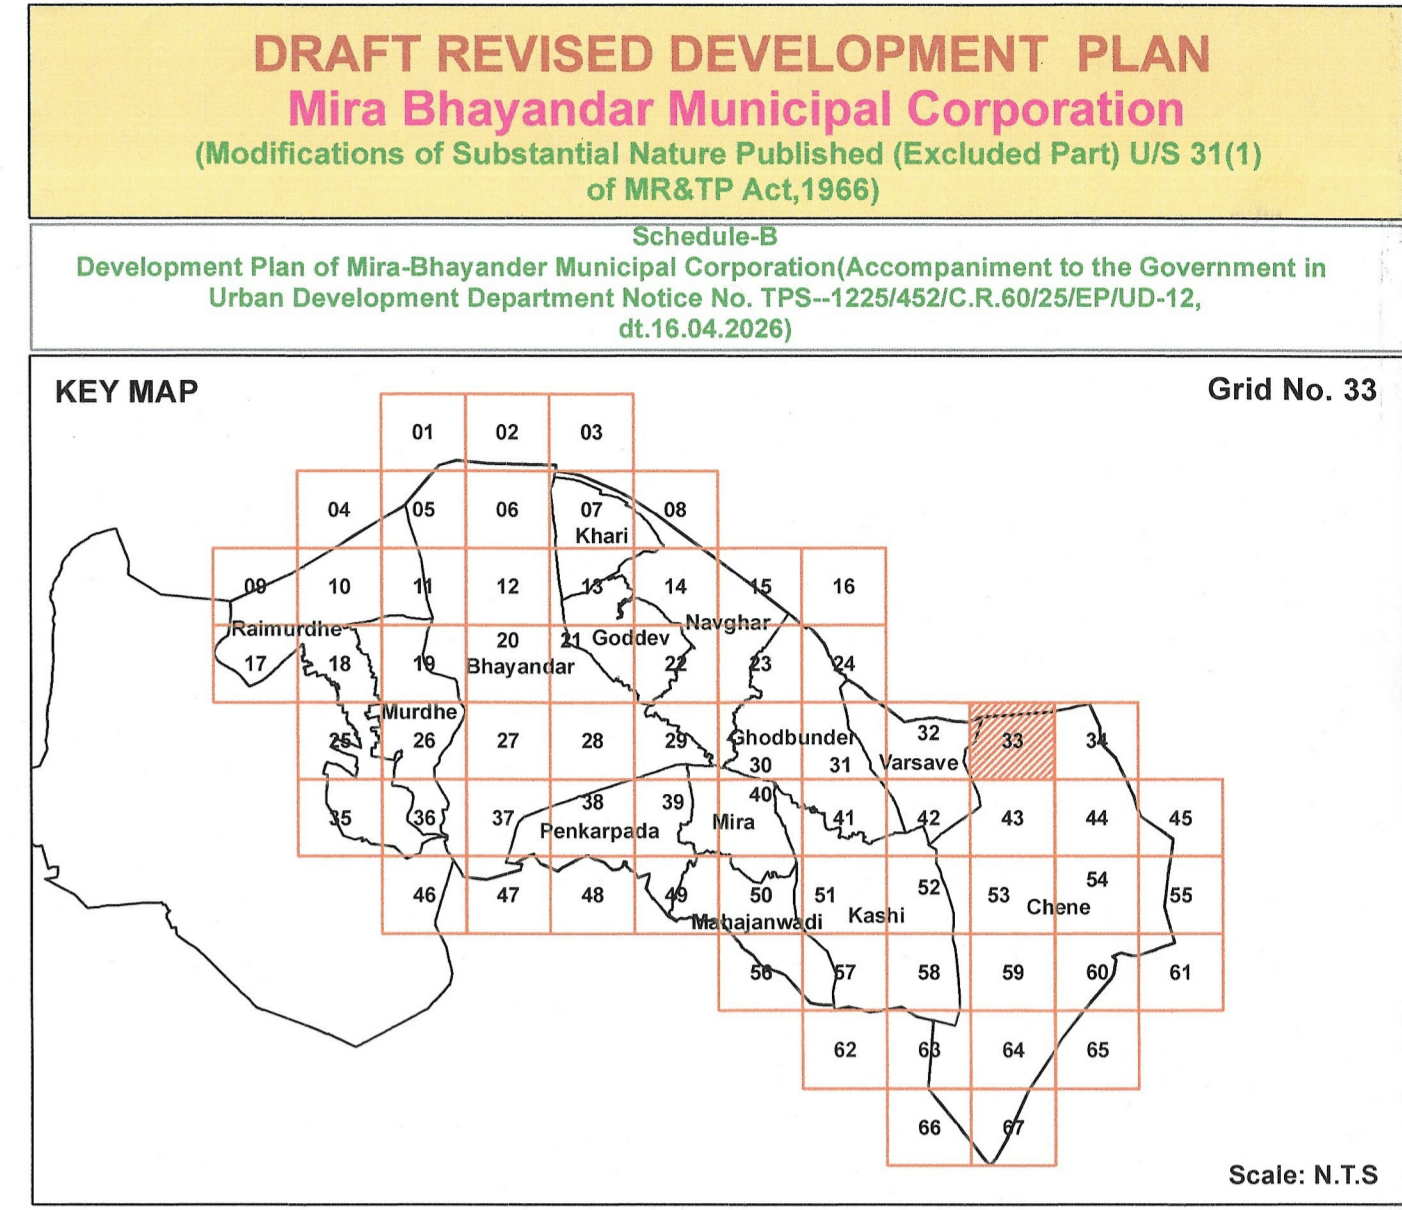 DRAFT REVISED DEVELOPMENT PLAN
Mira Bhayandar Municipal Corporation
(Modifications of Substantial Nature Published (Excluded Part) U/S 31(1)
of MR&TP Act,1966)
Schedule-B
Development Plan of Mira-Bhayander Municipal Corporation(Accompaniment to the Government in
Urban Development Department Notice No. TPS--1225/452/C.R.60/25/EP/UD-12,
dt.16.04.2026)
KEY MAP
Grid No. 33
01 02 03
04 05 06 07 08
Khari
09 10 11 12 13 14 15 16
Raimurdhe Navghar
17 18 19 20 21 Goddev 22 23 24
Bhayandar
Murdhe
25 26 27 28 29 Ghodbunder 30 31 32 33 34
Varsave
35 36 37 38 39 40 41 42 43 44 45
Penkarpada Mira
46 47 48 49 50 51 52 53 54 55
Mahajanwadi Kashi Chene
56 57 58 59 60 61
62 63 64 65
66 67
Scale: N.T.S